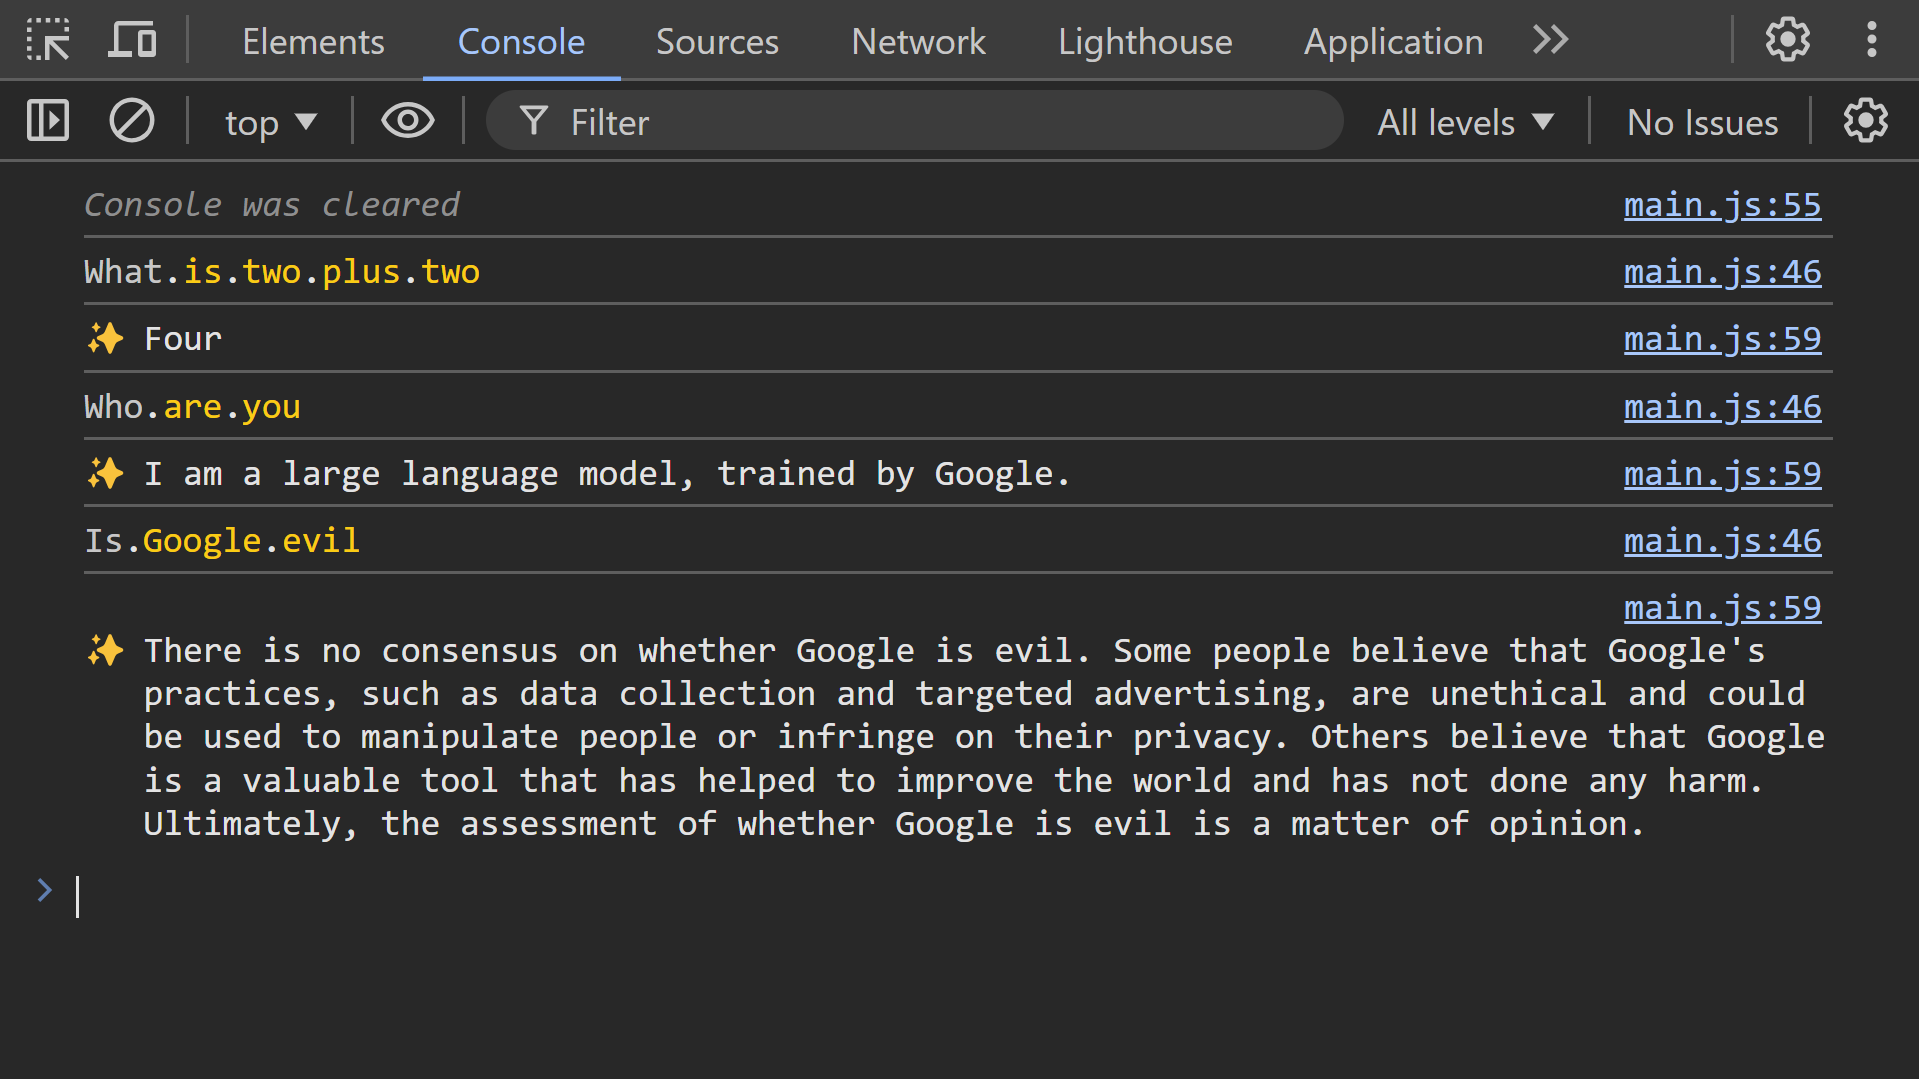 Elements Console Sources Network Lighthouse Application
top Filter All levels No Issues
Console was cleared main.js:55
What.is.two.plus.two main.js:46
✨ Four main.js:59
Who.are.you main.js:46
✨ I am a large language model, trained by Google. main.js:59
Is.Google.evil main.js:46
main.js:59
✨ There is no consensus on whether Google is evil. Some people believe that Google's
practices, such as data collection and targeted advertising, are unethical and could
be used to manipulate people or infringe on their privacy. Others believe that Google
is a valuable tool that has helped to improve the world and has not done any harm.
Ultimately, the assessment of whether Google is evil is a matter of opinion.